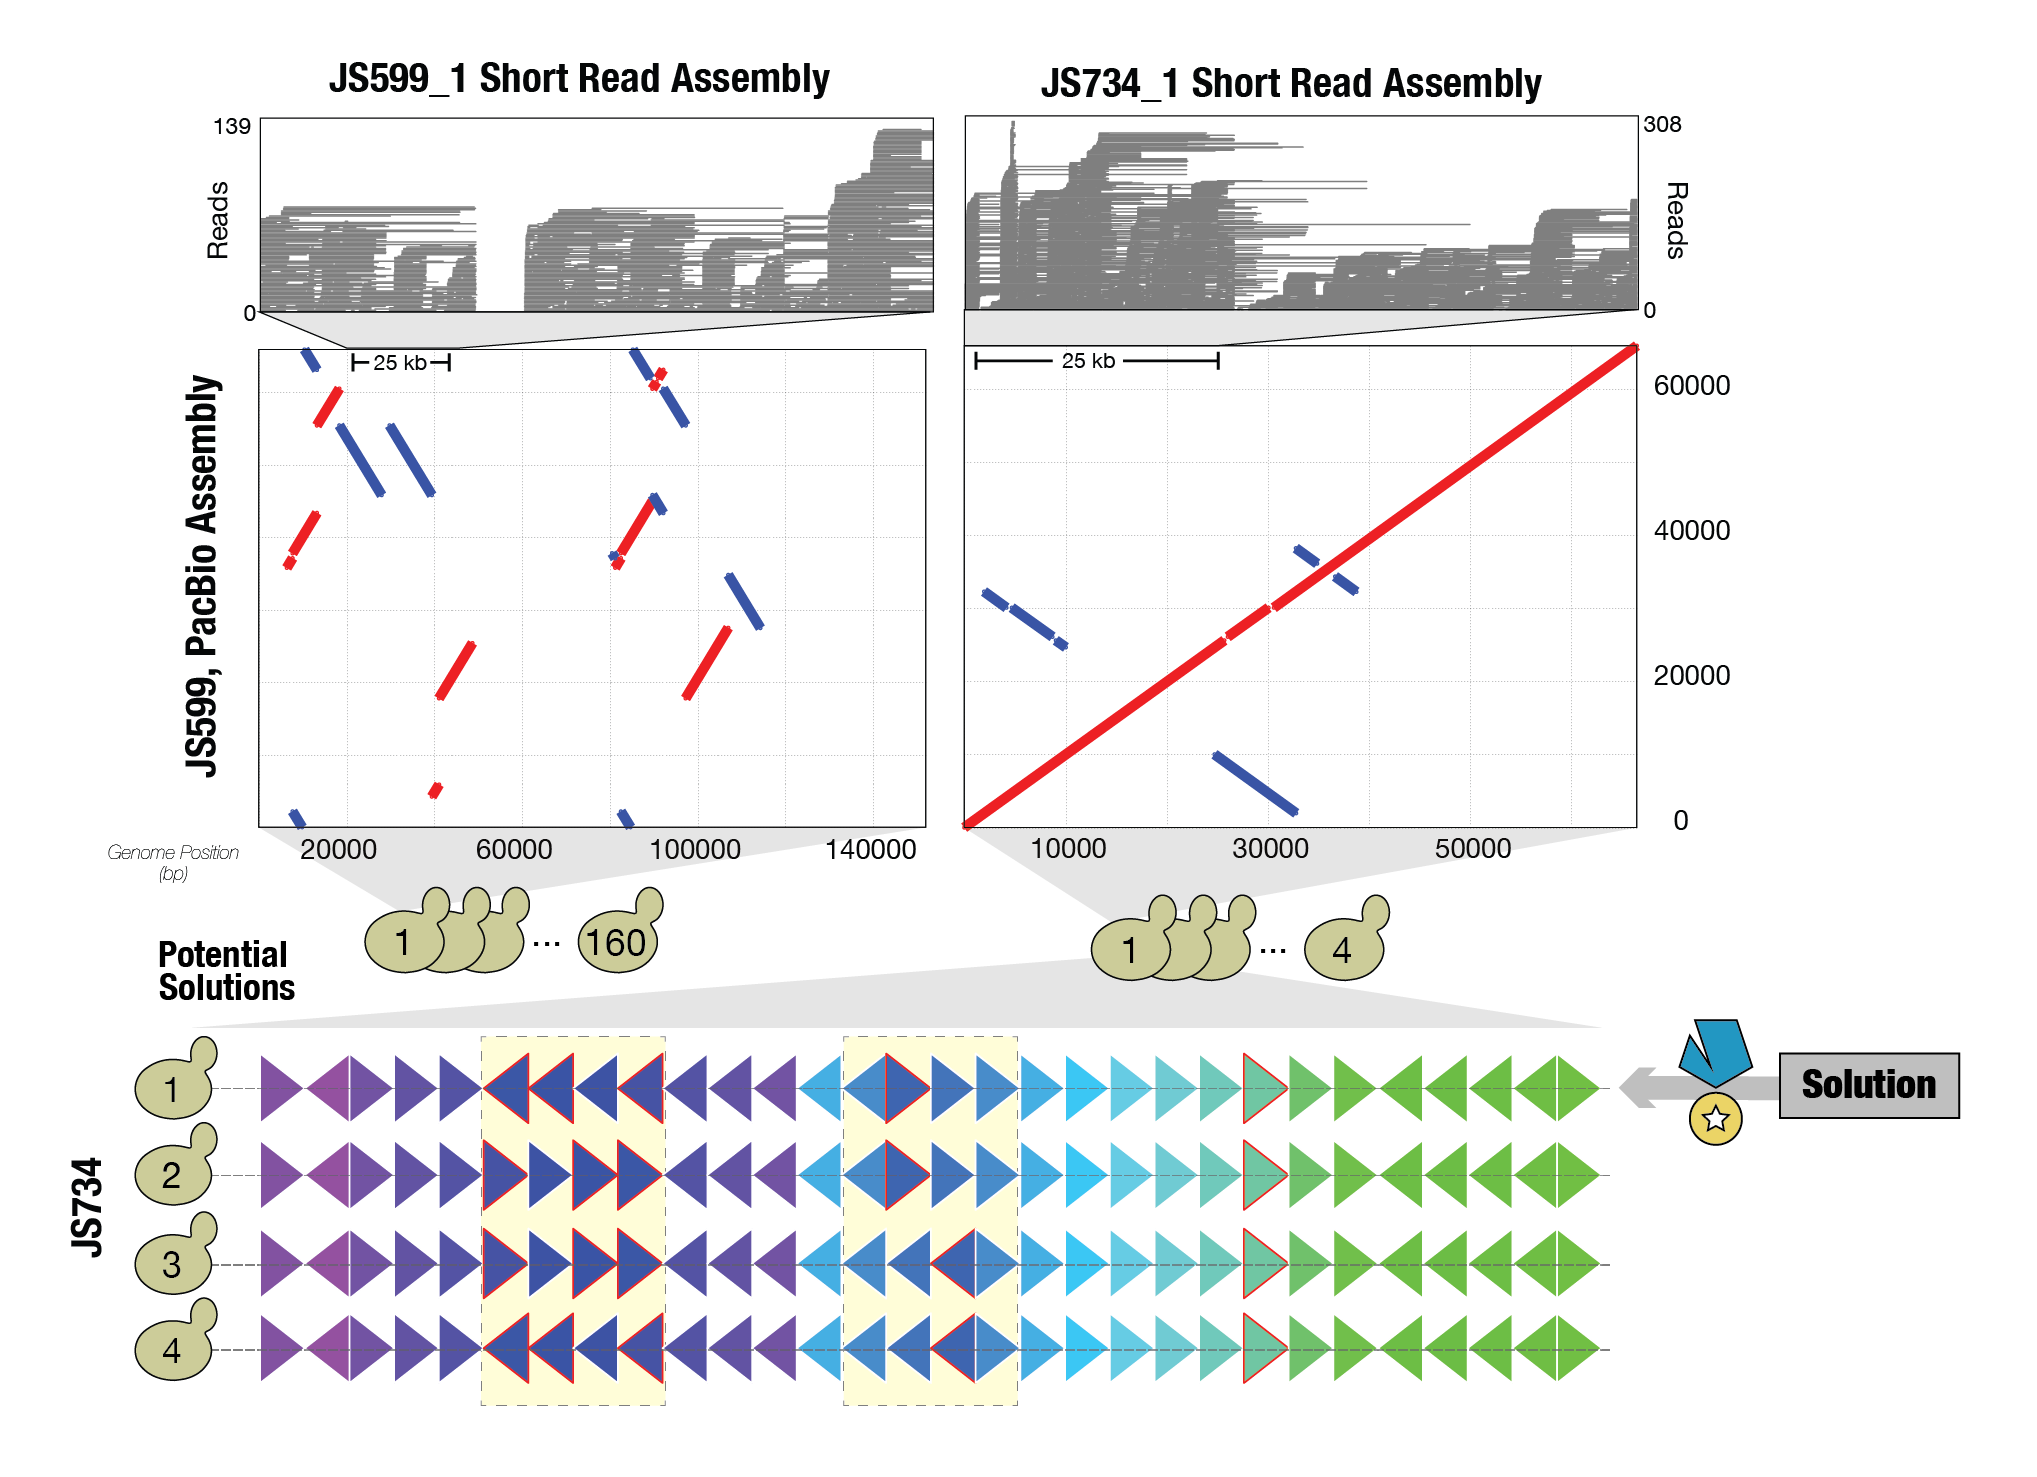 JS599_1 Short Read Assembly
JS734_1 Short Read Assembly
139
Reads
0
308
Reads
0
JS599, PacBio Assembly
25 kb
25 kb
60000
40000
20000
0
Genome Position
(bp)
20000
60000
100000
140000
10000
30000
50000
Potential
Solutions
1
...
160
1
...
4
JS734
1
2
3
4
Solution